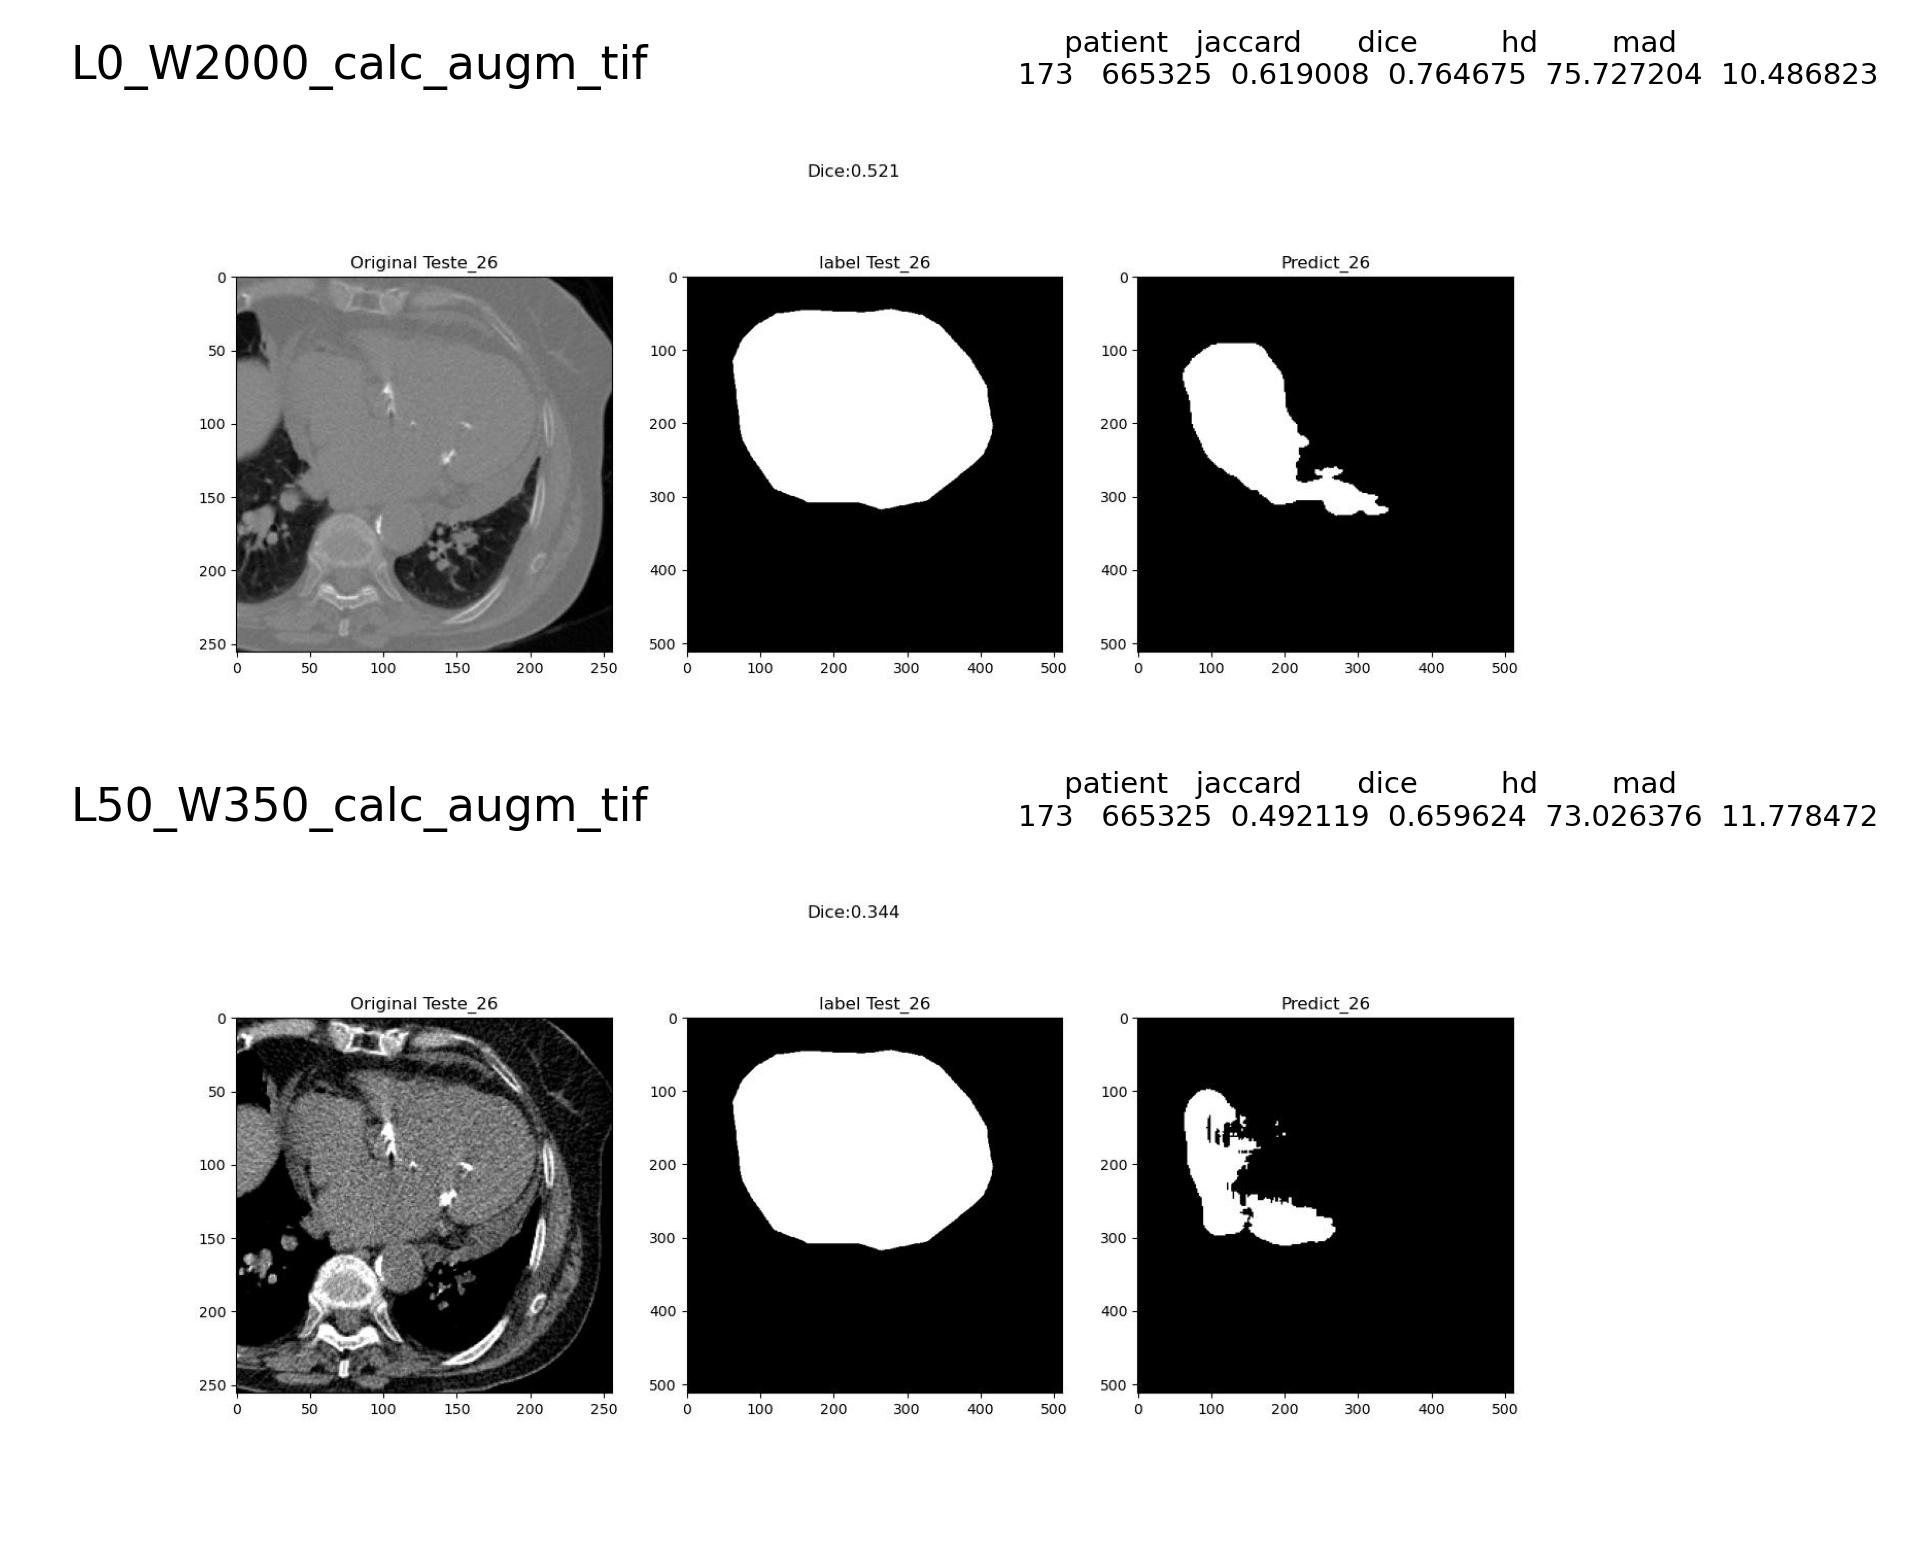 L0_W2000_calc_augm_tif
patient jaccard dice hd mad
173 665325 0.619008 0.764675 75.727204 10.486823
Dice:0.521
Original Teste_26
label Test_26
Predict_26
0
50
100
150
200
250
0 50 100 150 200 250
0
100
200
300
400
500
0 100 200 300 400 500
0
100
200
300
400
500
0 100 200 300 400 500
L50_W350_calc_augm_tif
patient jaccard dice hd mad
173 665325 0.492119 0.659624 73.026376 11.778472
Dice:0.344
Original Teste_26
label Test_26
Predict_26
0
50
100
150
200
250
0 50 100 150 200 250
0
100
200
300
400
500
0 100 200 300 400 500
0
100
200
300
400
500
0 100 200 300 400 500